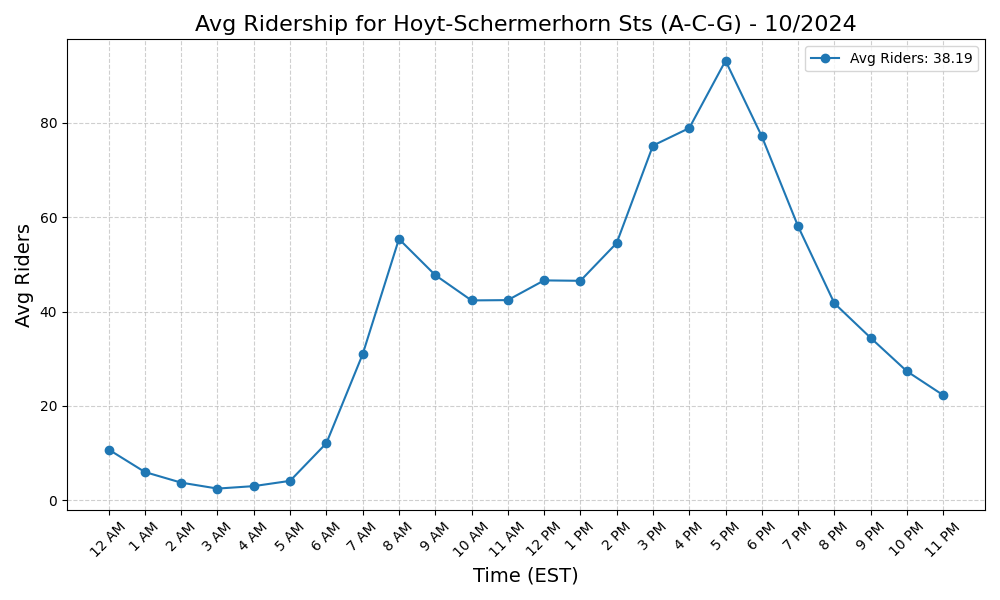 Avg Ridership for Hoyt-Schermerhorn Sts (A-C-G) - 10/2024
Avg Riders: 38.19
Avg Riders
80
60
40
20
0
12 AM
1 AM
2 AM
3 AM
4 AM
5 AM
6 AM
7 AM
8 AM
9 AM
10 AM
11 AM
12 PM
1 PM
2 PM
3 PM
4 PM
5 PM
6 PM
7 PM
8 PM
9 PM
10 PM
11 PM
Time (EST)